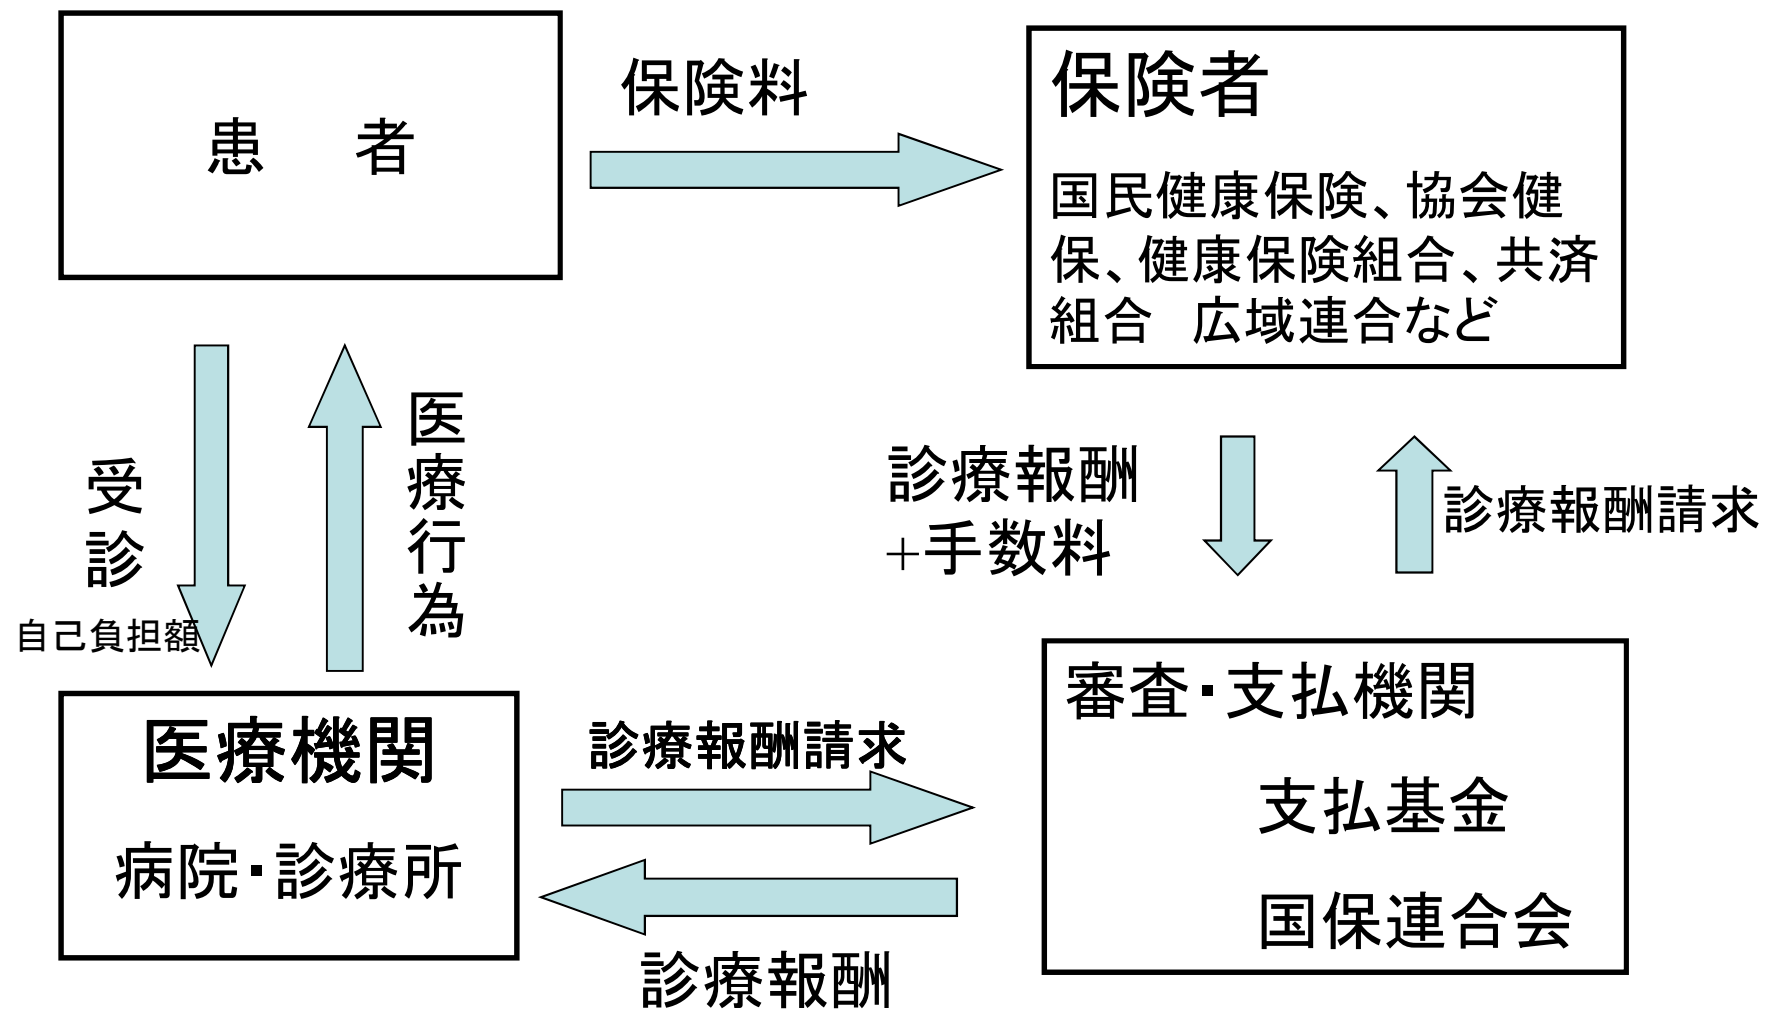 患　者
保険料
保険者
国民健康保険、協会健
保、健康保険組合、共済
組合　広域連合など
受診
自己負担額
医療行為
診療報酬
+手数料
診療報酬請求
医療機関
病院・診療所
診療報酬請求
診療報酬
審査・支払機関
支払基金
国保連合会